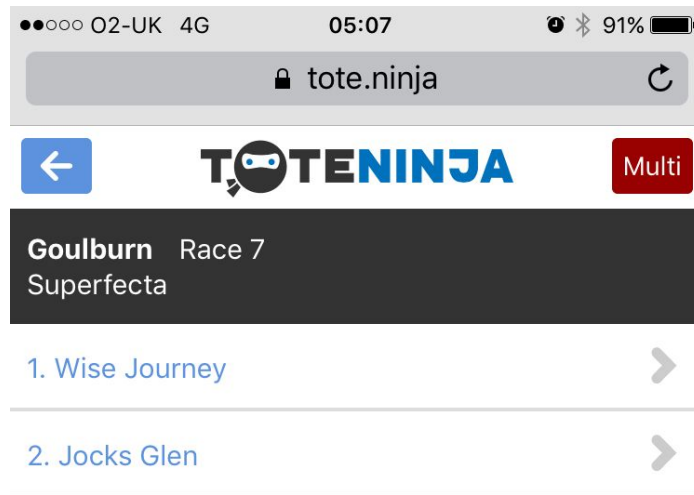 O2-UK 4G 05:07 91%
tote.ninja
TOTENINJA
Multi
Goulburn Race 7
Superfecta
1. Wise Journey
2. Jocks Glen